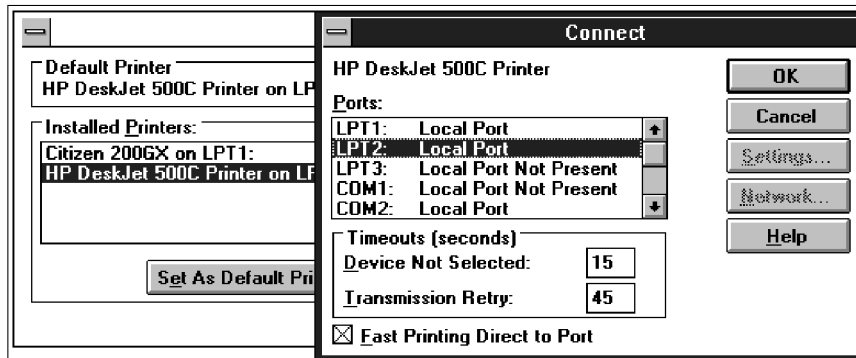 Default Printer
HP DeskJet 500C Printer on LP
Installed Printers:
Citizen 200GX on LPT1:
HP DeskJet 500C Printer on LP
Set As Default Pri
Connect
HP DeskJet 500C Printer
Ports:
LPT1: Local Port
LPT2: Local Port
LPT3: Local Port Not Present
COM1: Local Port Not Present
COM2: Local Port
Timeouts (seconds)
Device Not Selected: 15
Transmission Retry: 45
Fast Printing Direct to Port
OK
Cancel
Settings...
Network...
Help